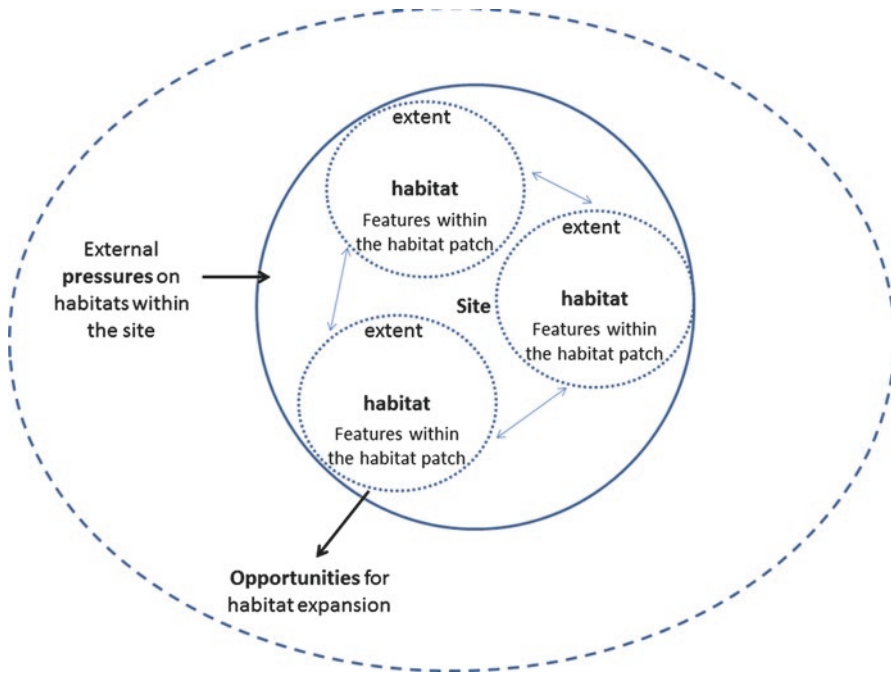 extent
habitat
Features within
the habitat patch
extent
habitat
Features within
the habitat patch
External
pressures on
habitats within
the site
Site
extent
habitat
Features within
the habitat patch
Opportunities for
habitat expansion